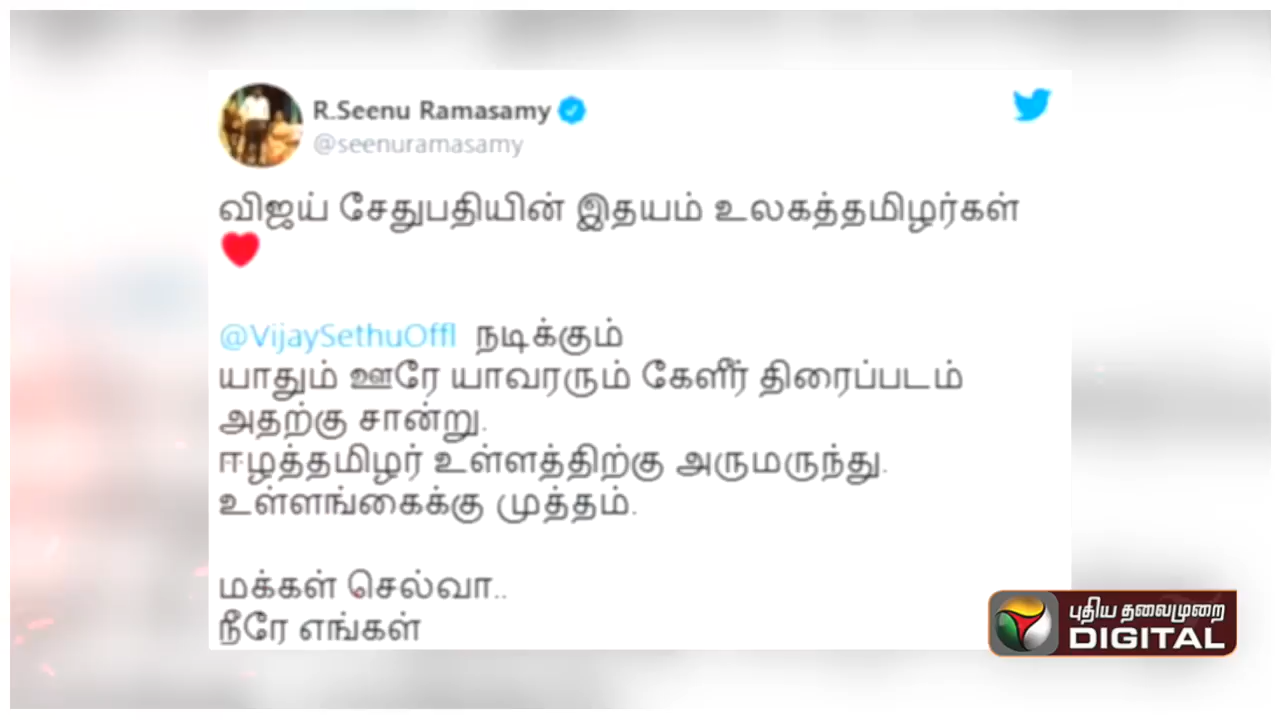 R.Seenu Ramasamy
@seenuramasamy
விஜய் சேதுபதியின் இதயம் உலகத்தமிழர்கள்
❤
@VijaySethuOffl நடிக்கும்
யாதும் ஊரே யாவரரும் கேளீர் திரைப்படம்
அதற்கு சான்று.
ஈழத்தமிழர் உள்ளத்திற்கு அருமருந்து.
உள்ளங்கைக்கு முத்தம்.
மக்கள் செல்வா..
நீரே எங்கள்
புதிய தலைமுறை
DIGITAL